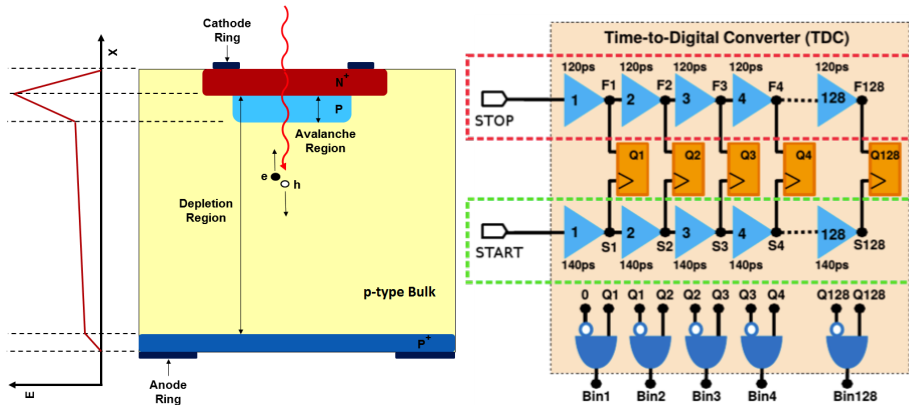 Cathode
Ring
X
N+
P
Avalanche
Region
e
h
Depletion
Region
p-type Bulk
P+
E
Anode
Ring
Time-to-Digital Converter (TDC)
120ps 120ps 120ps 120ps 120ps
1 F1 2 F2 3 F3 4 F4 128 F128
STOP
Q1 Q2 Q3 Q4 Q128
1 S1 2 S2 3 S3 4 S4 128 S128
START
140ps 140ps 140ps 140ps 140ps
0 Q1 Q1 Q2 Q2 Q3 Q3 Q4 Q128 Q128
Bin1 Bin2 Bin3 Bin4 Bin128